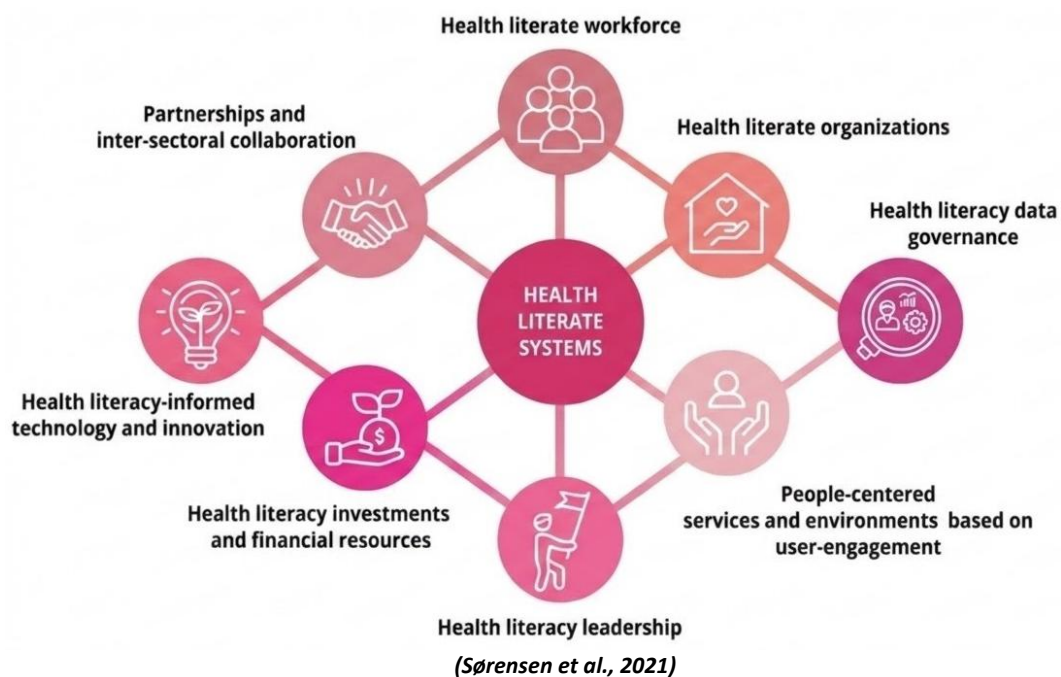 Health literate workforce
Partnerships and
inter-sectoral collaboration
Health literate organizations
Health literacy data
governance
HEALTH
LITERATE
SYSTEMS
Health literacy-informed
technology and innovation
$
Health literacy investments
and financial resources
People-centered
services and environments based on
user-engagement
Health literacy leadership
(Sørensen et al., 2021)